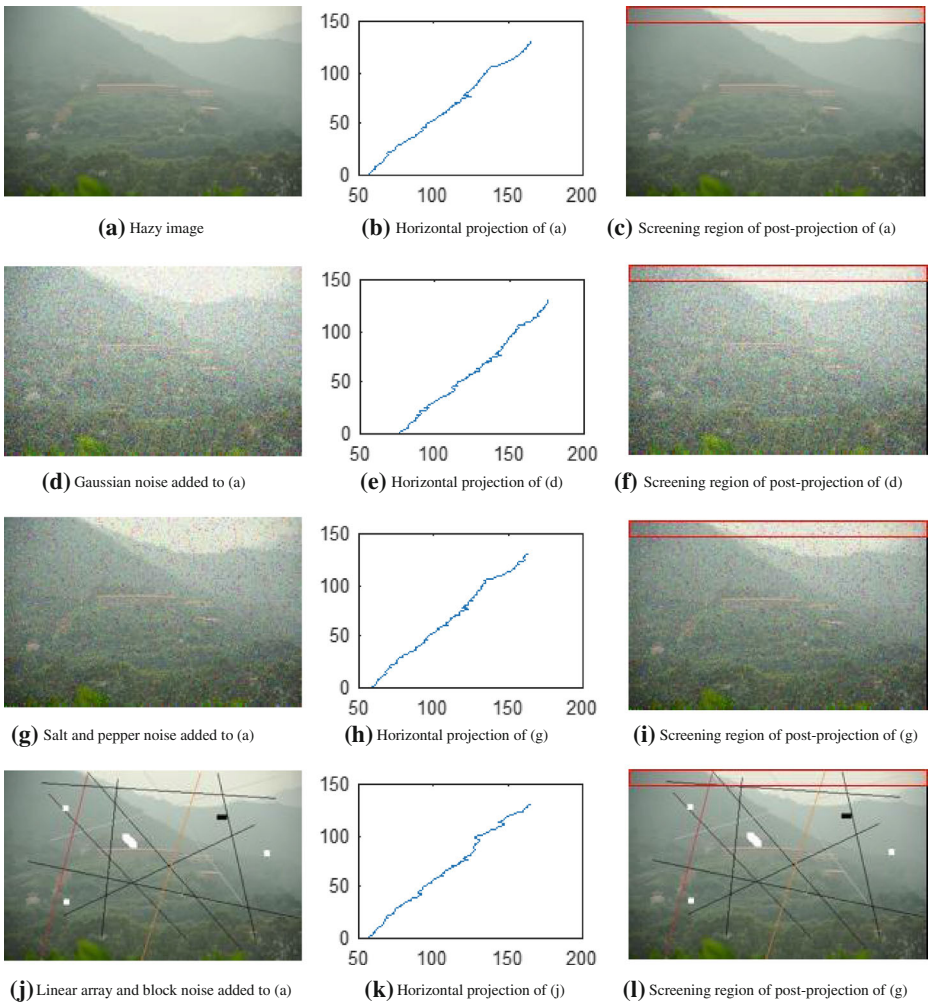 150
100
50
0
50 100 150 200
(a) Hazy image
(b) Horizontal projection of (a)
(c) Screening region of post-projection of (a)
150
100
50
0
50 100 150 200
(d) Gaussian noise added to (a)
(e) Horizontal projection of (d)
(f) Screening region of post-projection of (d)
150
100
50
0
50 100 150 200
(g) Salt and pepper noise added to (a)
(h) Horizontal projection of (g)
(i) Screening region of post-projection of (g)
150
100
50
0
50 100 150 200
(j) Linear array and block noise added to (a)
(k) Horizontal projection of (j)
(l) Screening region of post-projection of (g)